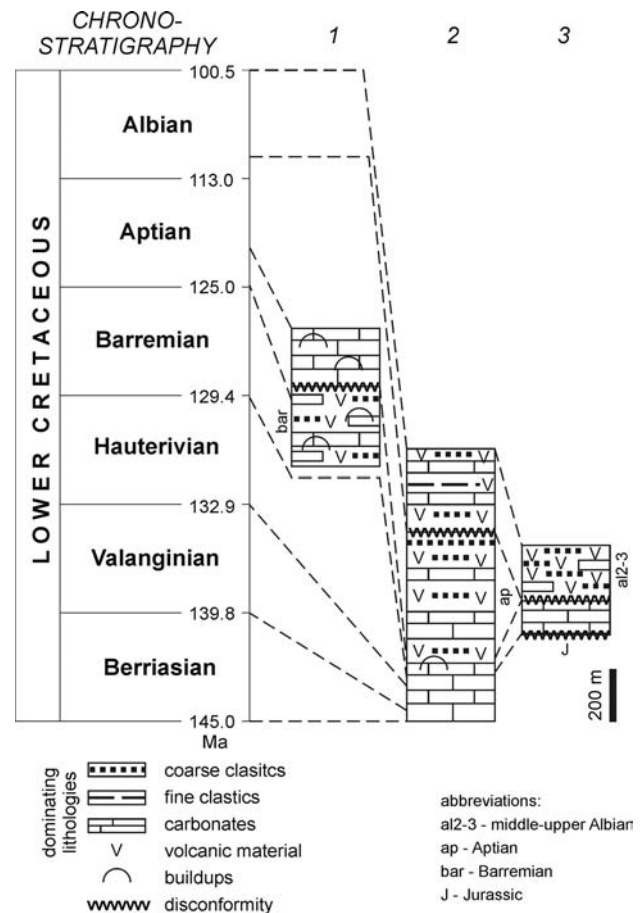 CHRONO-
STRATIGRAPHY
1
2
3
LOWER CRETACEOUS
100.5
Albian
113.0
Aptian
125.0
Barremian
129.4
Hauterivian
132.9
Valanginian
139.8
Berriasian
145.0
Ma
bar
V
V
V
V
V
V
V
V
V
V
V
V
V
V
ap
V
V
V
V
V
V
al2-3
J
200 m
dominating
lithologies
coarse clasitcs
fine clastics
carbonates
V volcanic material
buildups
disconformity
abbreviations:
al2-3 - middle-upper Albian
ap - Aptian
bar - Barremian
J - Jurassic